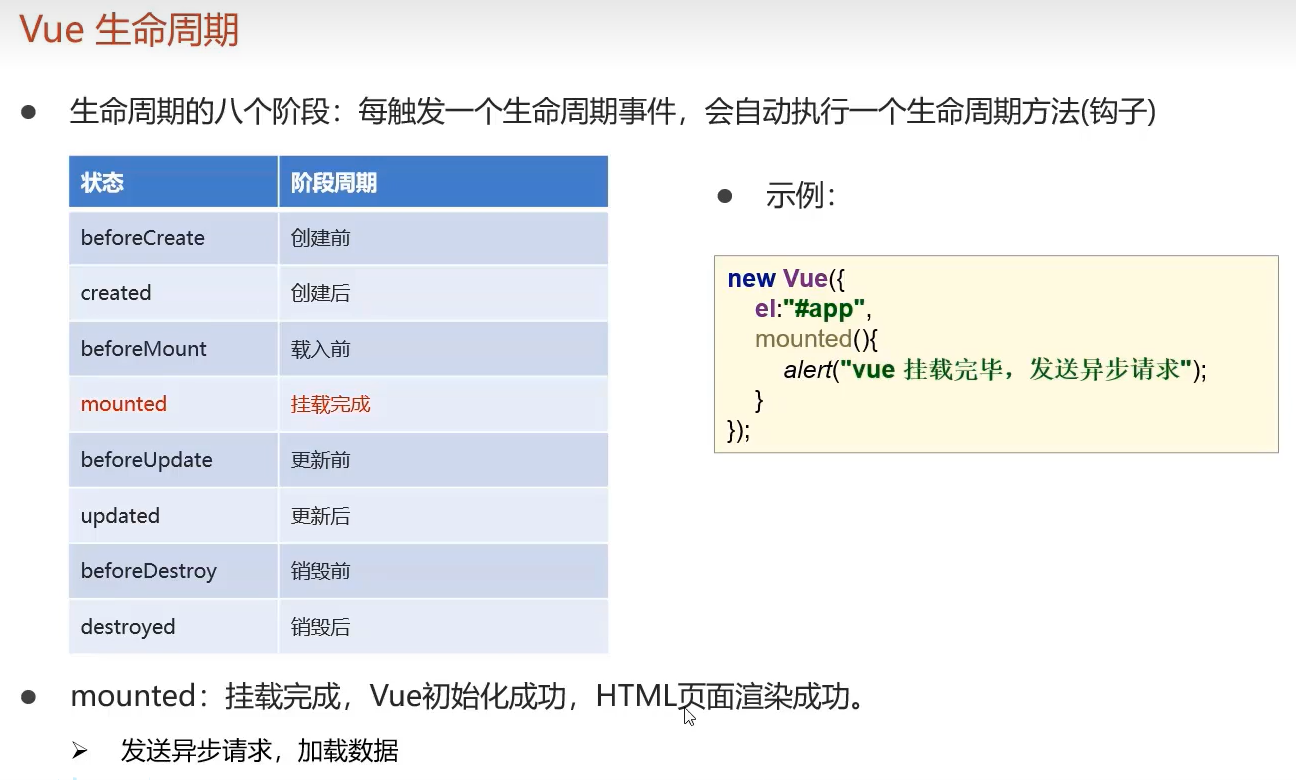 Vue 生命周期
● 生命周期的八个阶段：每触发一个生命周期事件，会自动执行一个生命周期方法(钩子)
状态 阶段周期
beforeCreate 创建前
created 创建后
beforeMount 载入前
mounted 挂载完成
beforeUpdate 更新前
updated 更新后
beforeDestroy 销毁前
destroyed 销毁后
● 示例：
new Vue({
el:"#app",
mounted(){
alert("vue 挂载完毕，发送异步请求");
}
});
● mounted：挂载完成，Vue初始化成功，HTML页面渲染成功。
➢ 发送异步请求，加载数据